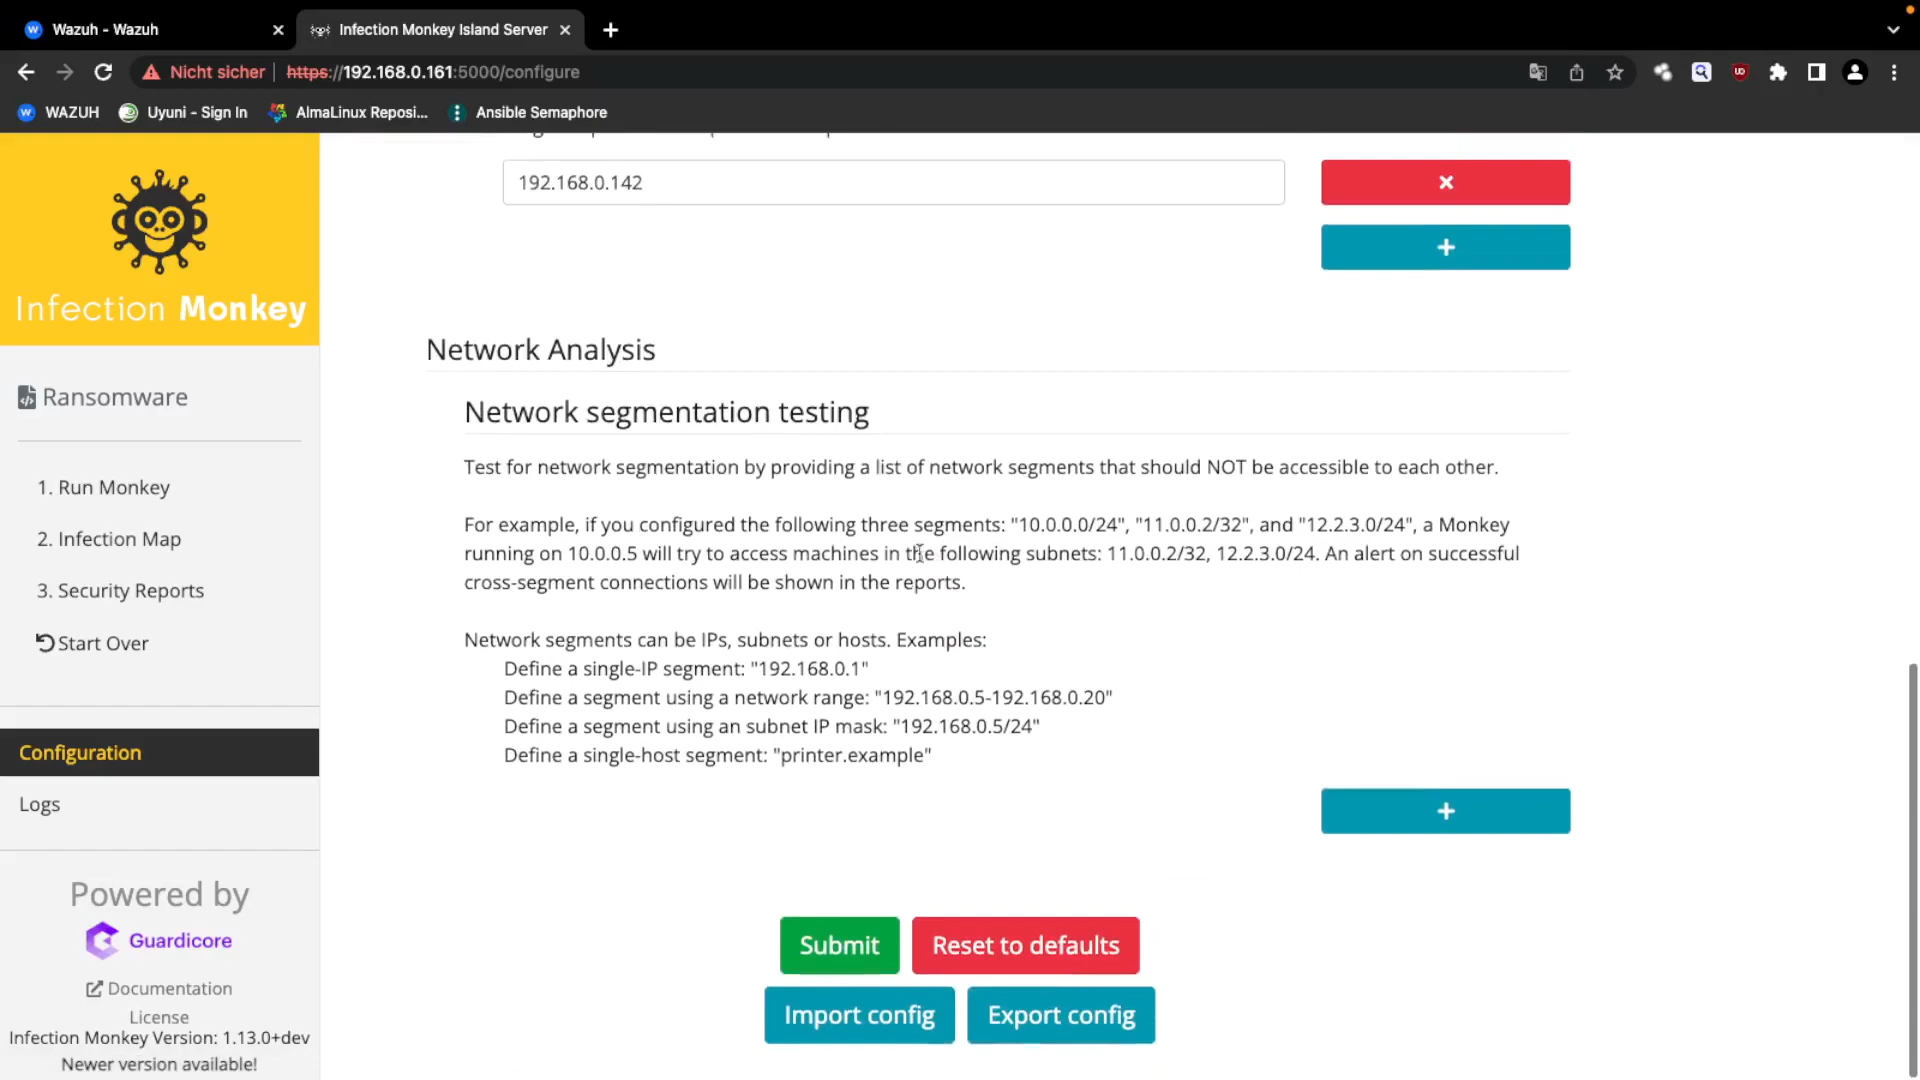 Wazuh - Wazuh
Infection Monkey Island Server
Nicht sicher
https://192.168.0.161:5000/configure
WAZUH
Uyuni - Sign In
AlmaLinux Reposi...
Ansible Semaphore
Infection Monkey
Ransomware
1. Run Monkey
2. Infection Map
3. Security Reports
Start Over
Configuration
Logs
Powered by
Guardicore
Documentation
License
Infection Monkey Version: 1.13.0+dev
Newer version available!
192.168.0.142
Network Analysis
Network segmentation testing
Test for network segmentation by providing a list of network segments that should NOT be accessible to each other.
For example, if you configured the following three segments: "10.0.0.0/24", "11.0.0.2/32", and "12.2.3.0/24", a Monkey
running on 10.0.0.5 will try to access machines in the following subnets: 11.0.0.2/32, 12.2.3.0/24. An alert on successful
cross-segment connections will be shown in the reports.
Network segments can be IPs, subnets or hosts. Examples:
Define a single-IP segment: "192.168.0.1"
Define a segment using a network range: "192.168.0.5-192.168.0.20"
Define a segment using an subnet IP mask: "192.168.0.5/24"
Define a single-host segment: "printer.example"
Submit
Reset to defaults
Import config
Export config